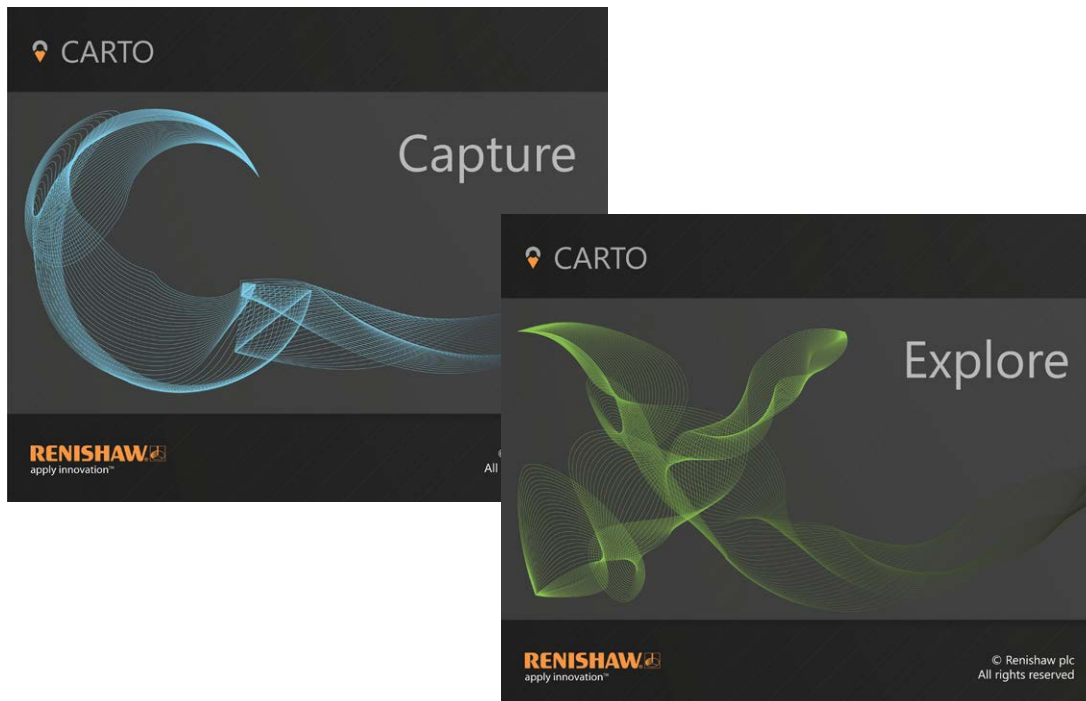 CARTO
Capture
RENISHAW
apply innovation™
All
CARTO
Explore
RENISHAW
apply innovation™
© Renishaw plc
All rights reserved